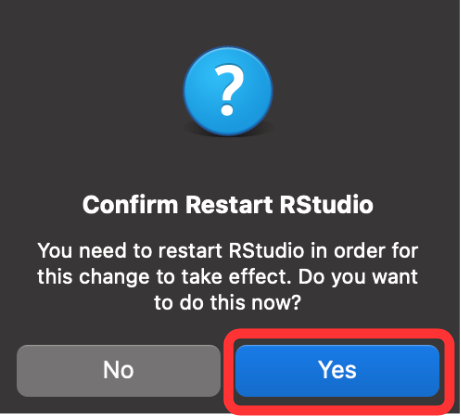 ?
Confirm Restart RStudio
You need to restart RStudio in order for
this change to take effect. Do you want
to do this now?
No
Yes